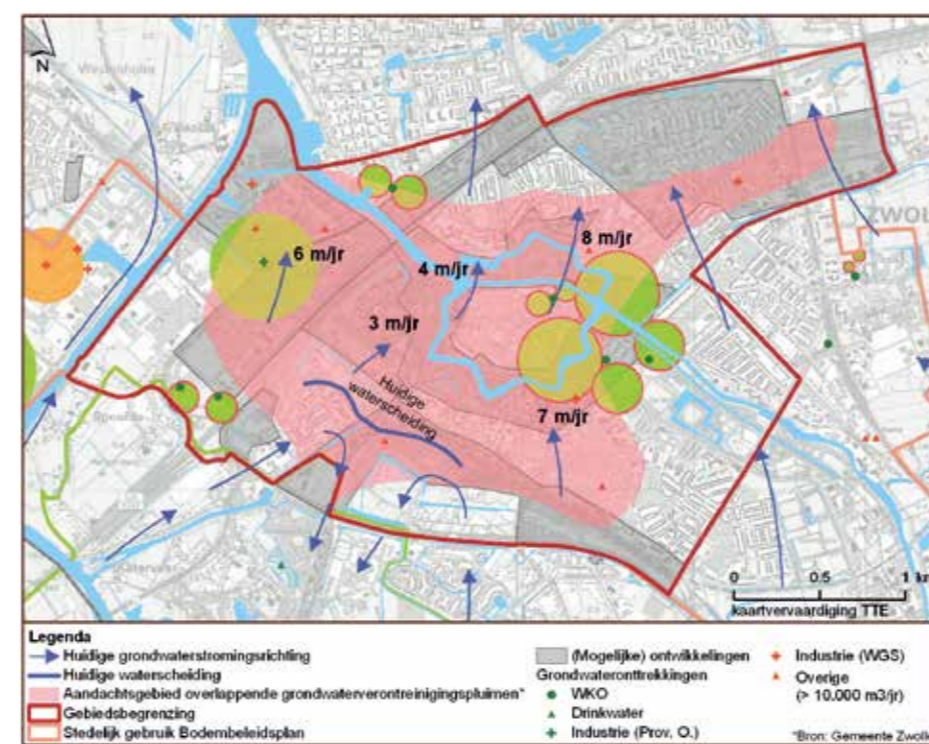 N
Westenholte
ZWOL
6 m/jr
8 m/jr
4 m/jr
3 m/jr
Huidige
waterscheiding
7 m/jr
0 0.5 1 km
kaartvervaardiging TTE
Legenda
Huidige grondwaterstromingsrichting
Huidige waterscheiding
Aandachtsgebied overlappende grondwaterverontreinigingspluimen*
Gebiedsbegrenzing
Stedelijk gebruik Bodembeleidsplan
(Mogelijke) ontwikkelingen
Grondwateronttrekkingen
WKO
Drinkwater
Industrie (Prov. O.)
Industrie (WGS)
Overige
(> 10.000 m3/jr)
*Bron: Gemeente Zwolle